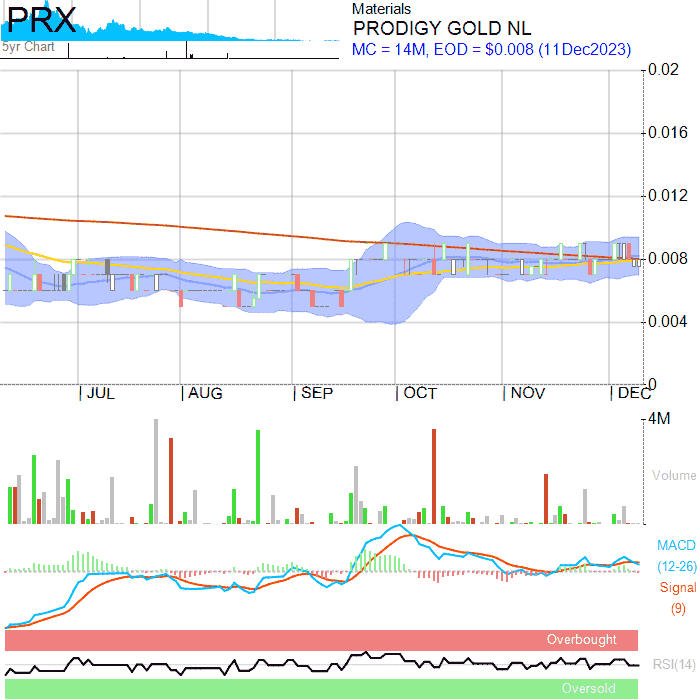 PRX
5yr Chart
Materials
PRODIGY GOLD NL
MC = 14M, EOD = $0.008 (11Dec2023)
0.02
0.016
0.012
0.008
0.004
0
JUL
AUG
SEP
OCT
NOV
DEC
4M
Volume
MACD
(12-26)
Signal
(9)
Overbought
RSI(14)
Oversold